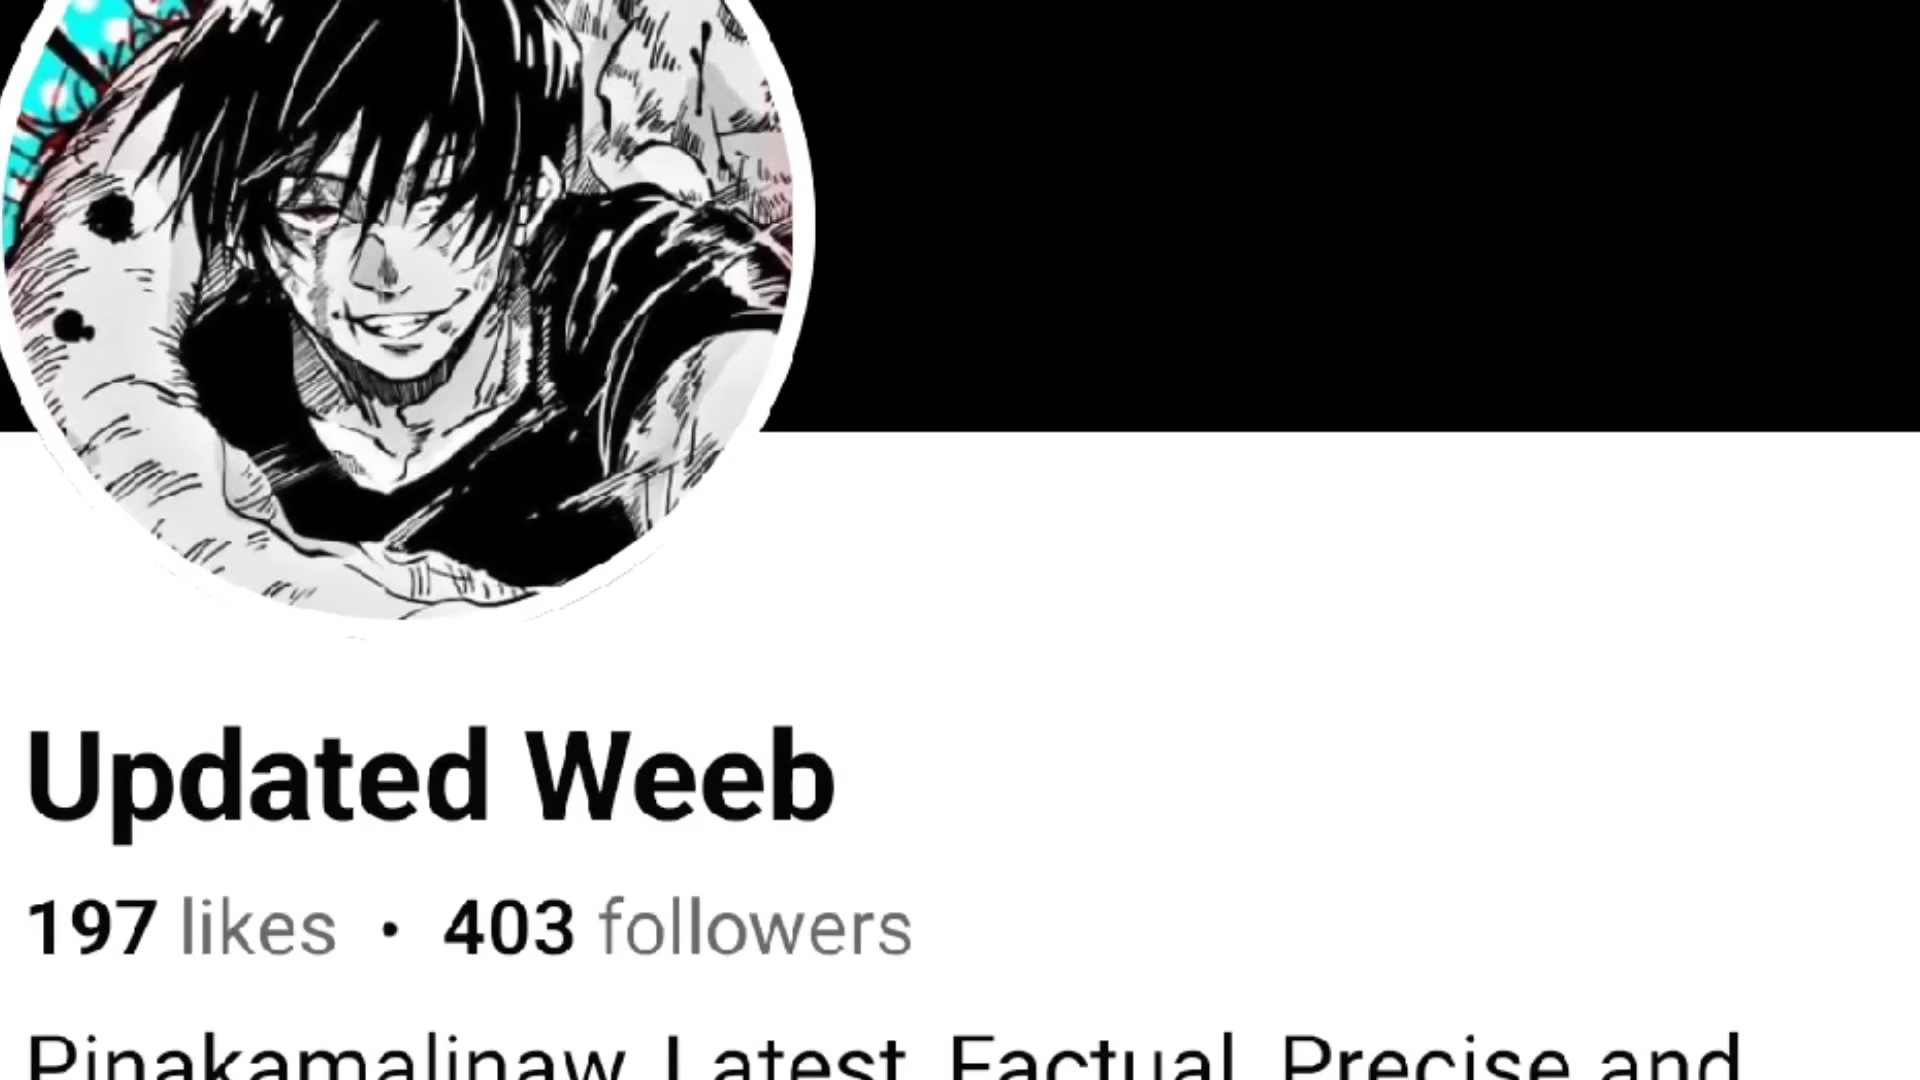 Updated Weeb
197 likes • 403 followers
Pinakamalinaw, Latest, Factual, Precise and